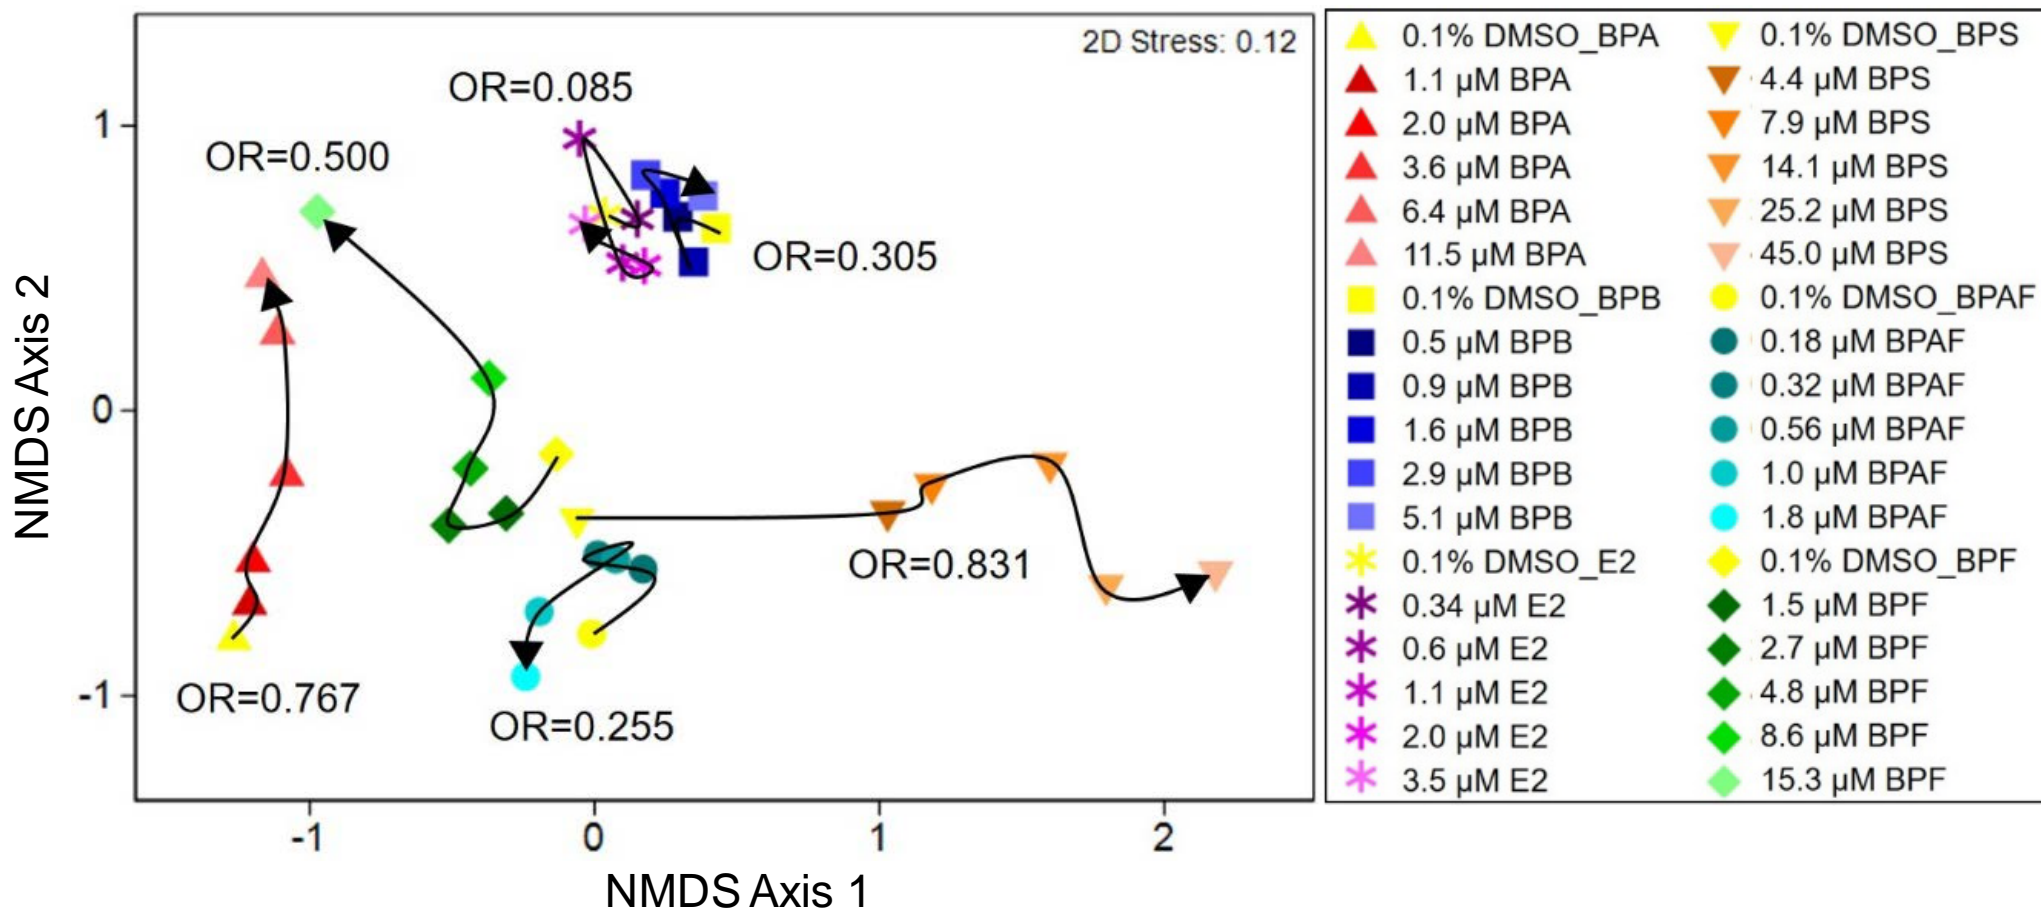 2D Stress: 0.12
OR=0.085
OR=0.500
OR=0.305
OR=0.831
OR=0.767
OR=0.255
1
0
-1
-1
0
1
2
NMDS Axis 2
NMDS Axis 1
0.1% DMSO_BPA
1.1 µM BPA
2.0 µM BPA
3.6 µM BPA
6.4 µM BPA
11.5 µM BPA
0.1% DMSO_BPB
0.5 µM BPB
0.9 µM BPB
1.6 µM BPB
2.9 µM BPB
5.1 µM BPB
0.1% DMSO_E2
0.34 µM E2
0.6 µM E2
1.1 µM E2
2.0 µM E2
3.5 µM E2
0.1% DMSO_BPS
4.4 µM BPS
7.9 µM BPS
14.1 µM BPS
25.2 µM BPS
45.0 µM BPS
0.1% DMSO_BPAF
0.18 µM BPAF
0.32 µM BPAF
0.56 µM BPAF
1.0 µM BPAF
1.8 µM BPAF
0.1% DMSO_BPF
1.5 µM BPF
2.7 µM BPF
4.8 µM BPF
8.6 µM BPF
15.3 µM BPF